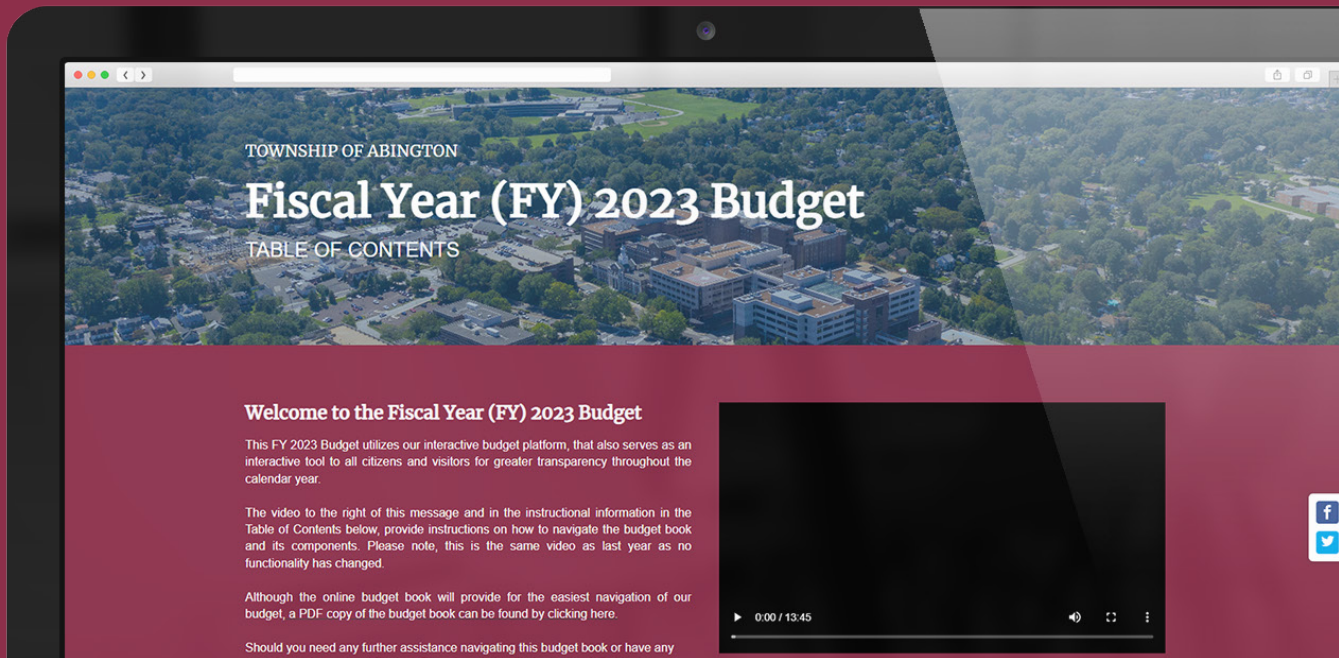 TOWNSHIP OF ABINGTON
Fiscal Year (FY) 2023 Budget
TABLE OF CONTENTS
Welcome to the Fiscal Year (FY) 2023 Budget
This FY 2023 Budget utilizes our interactive budget platform, that also serves as an
interactive tool to all citizens and visitors for greater transparency throughout the
calendar year.
The video to the right of this message and in the instructional information in the
Table of Contents below, provide instructions on how to navigate the budget book
and its components. Please note, this is the same video as last year as no
functionality has changed.
Although the online budget book will provide for the easiest navigation of our
budget, a PDF copy of the budget book can be found by clicking here.
Should you need any further assistance navigating this budget book or have any
0:00 / 13:45
f